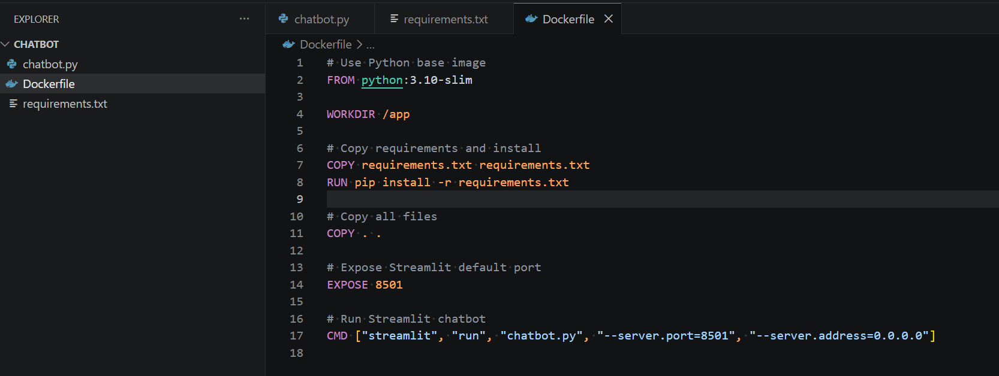 EXPLORER
...
CHATBOT
chatbot.py
Dockerfile
requirements.txt
chatbot.py
requirements.txt
Dockerfile
Dockerfile > ...
1 # Use Python base image
2 FROM python:3.10-slim
3
4 WORKDIR /app
5
6 # Copy requirements and install
7 COPY requirements.txt requirements.txt
8 RUN pip install -r requirements.txt
9
10 # Copy all files
11 COPY . .
12
13 # Expose Streamlit default port
14 EXPOSE 8501
15
16 # Run Streamlit chatbot
17 CMD ["streamlit", "run", "chatbot.py", "--server.port=8501", "--server.address=0.0.0.0"]
18